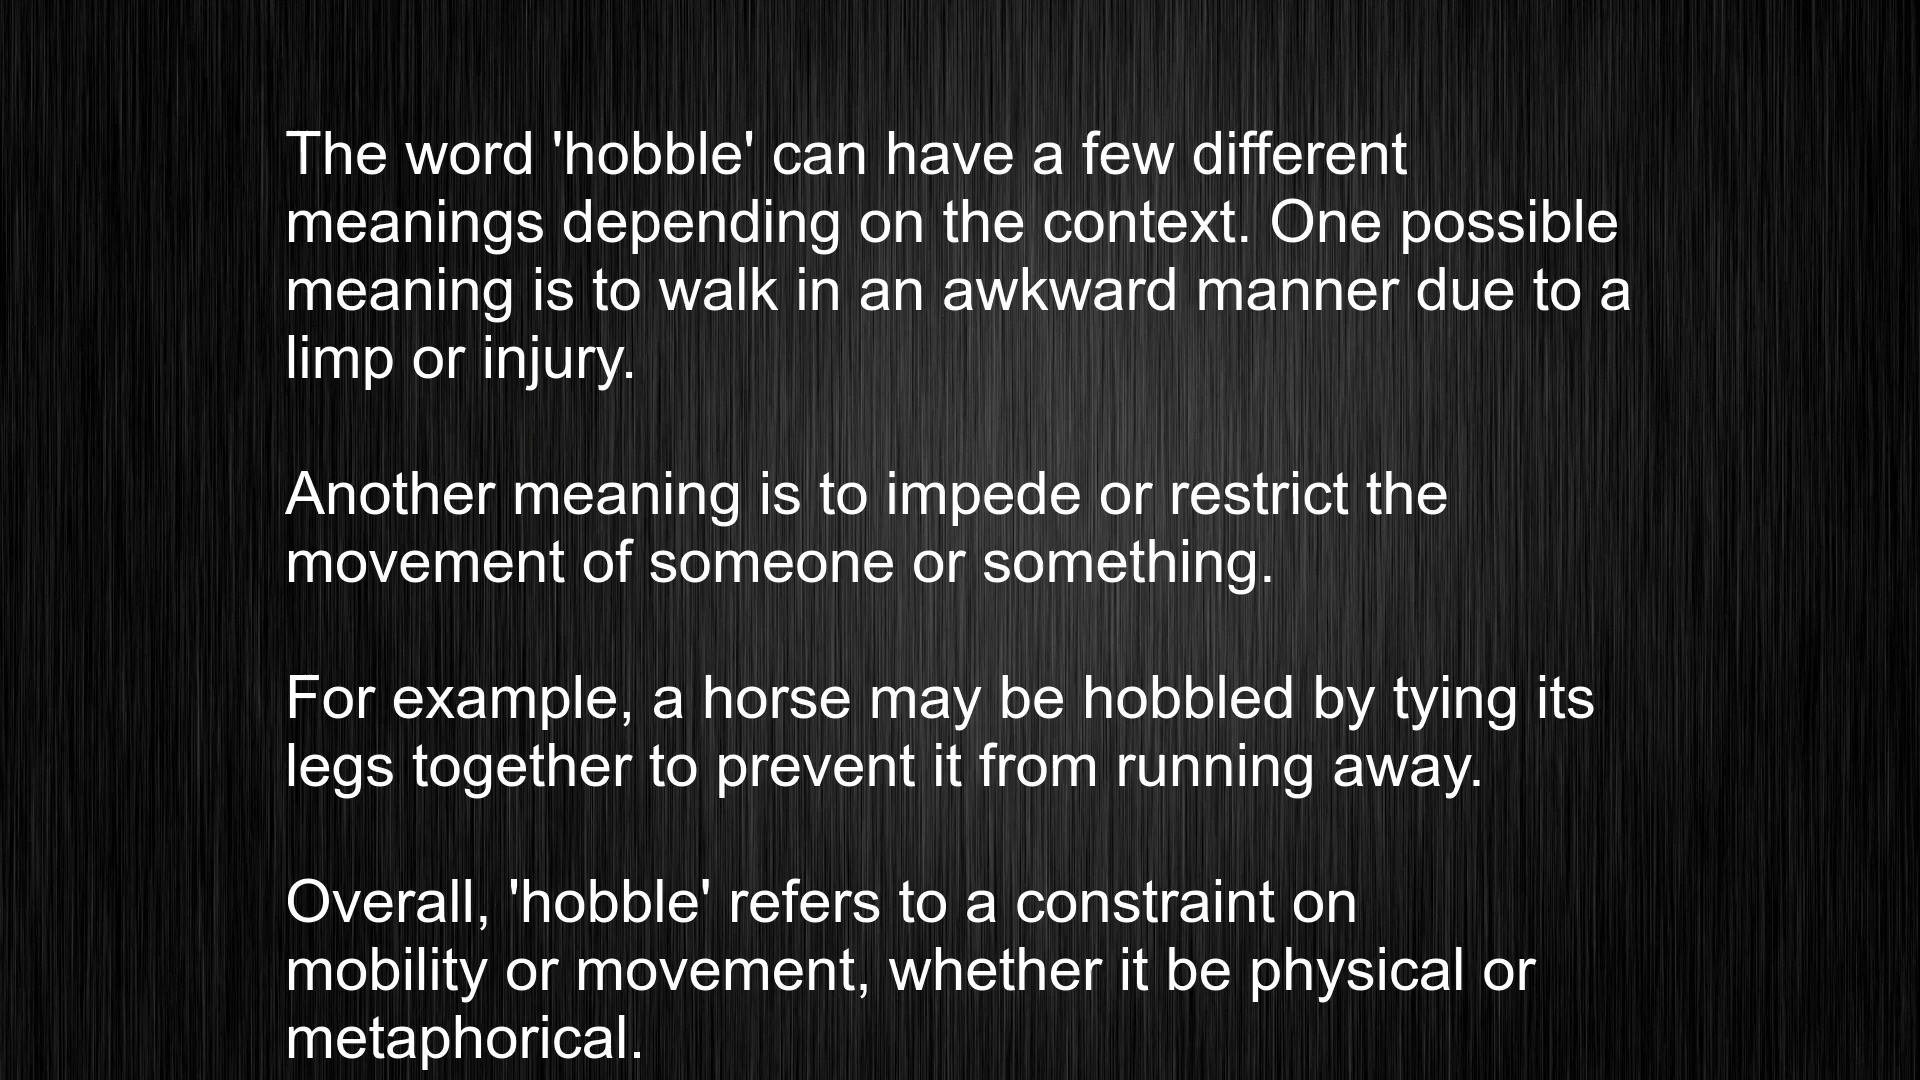 The word 'hobble' can have a few different
meanings depending on the context. One possible
meaning is to walk in an awkward manner due to a
limp or injury.
Another meaning is to impede or restrict the
movement of someone or something.
For example, a horse may be hobbled by tying its
legs together to prevent it from running away.
Overall, 'hobble' refers to a constraint on
mobility or movement, whether it be physical or
metaphorical.